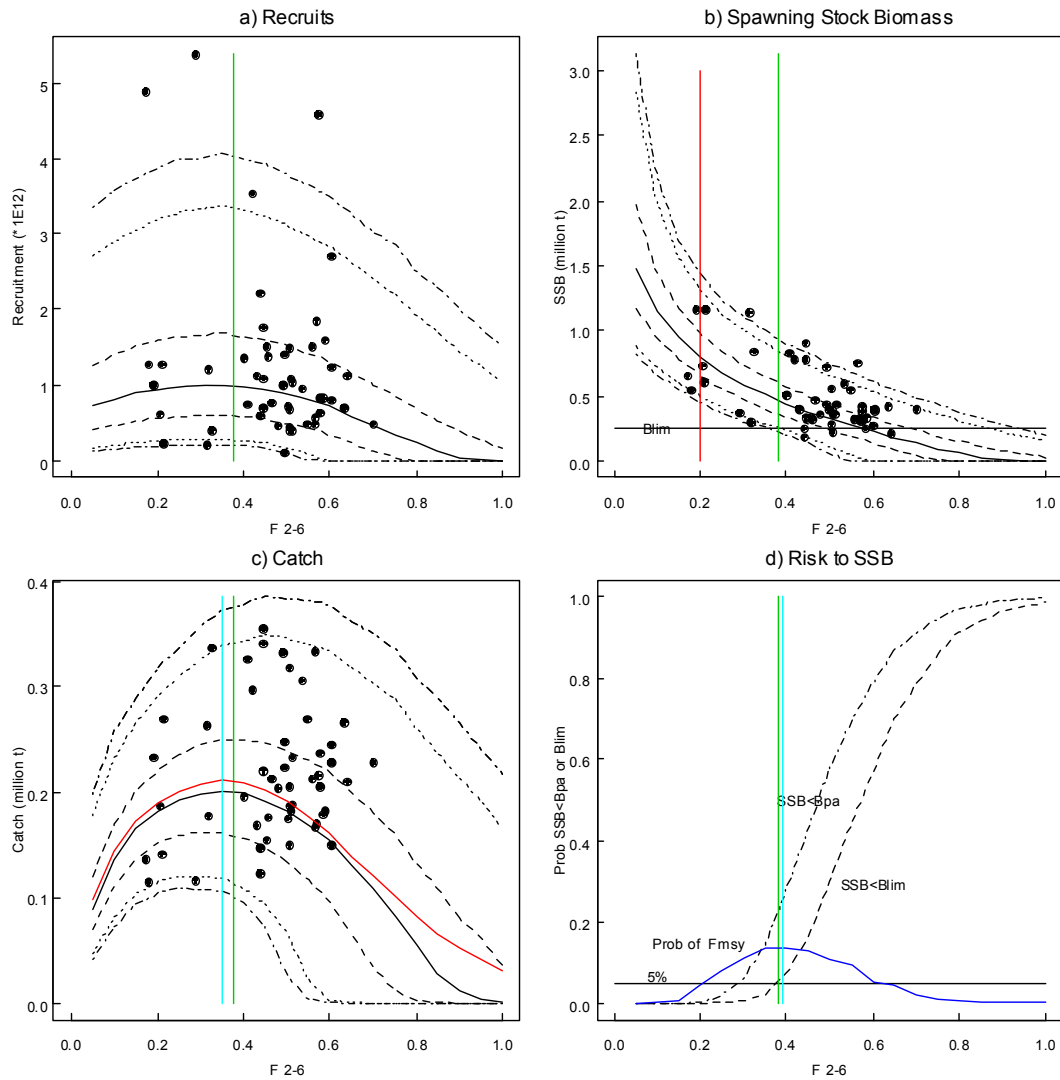 a) Recruits
Recruitment (*1E12)
5
4
3
2
1
0
0.0 0.2 0.4 0.6 0.8 1.0
F 2-6
b) Spawning Stock Biomass
SSB (million t)
3.0
2.5
2.0
1.5
1.0
0.5
0.0
Blim
0.0 0.2 0.4 0.6 0.8 1.0
F 2-6
c) Catch
Catch (million t)
0.4
0.3
0.2
0.1
0.0
0.0 0.2 0.4 0.6 0.8 1.0
F 2-6
d) Risk to SSB
Prob SSB<Bpa or Blim
1.0
0.8
0.6
0.4
0.2
0.0
SSB<Bpa
SSB<Blim
Prob of Fmsy
5%
0.0 0.2 0.4 0.6 0.8 1.0
F 2-6